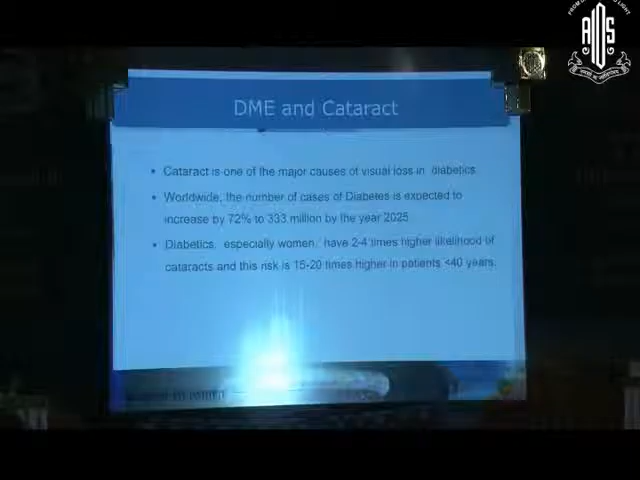 DME and Cataract
• Cataract is one of the major causes of visual loss in diabetics.
• Worldwide, the number of cases of Diabetes is expected to
increase by 72% to 333 million by the year 2025
• Diabetics, especially women, have 2-4 times higher likelihood of
cataracts and this risk is 15-20 times higher in patients <40 years.
AIOS